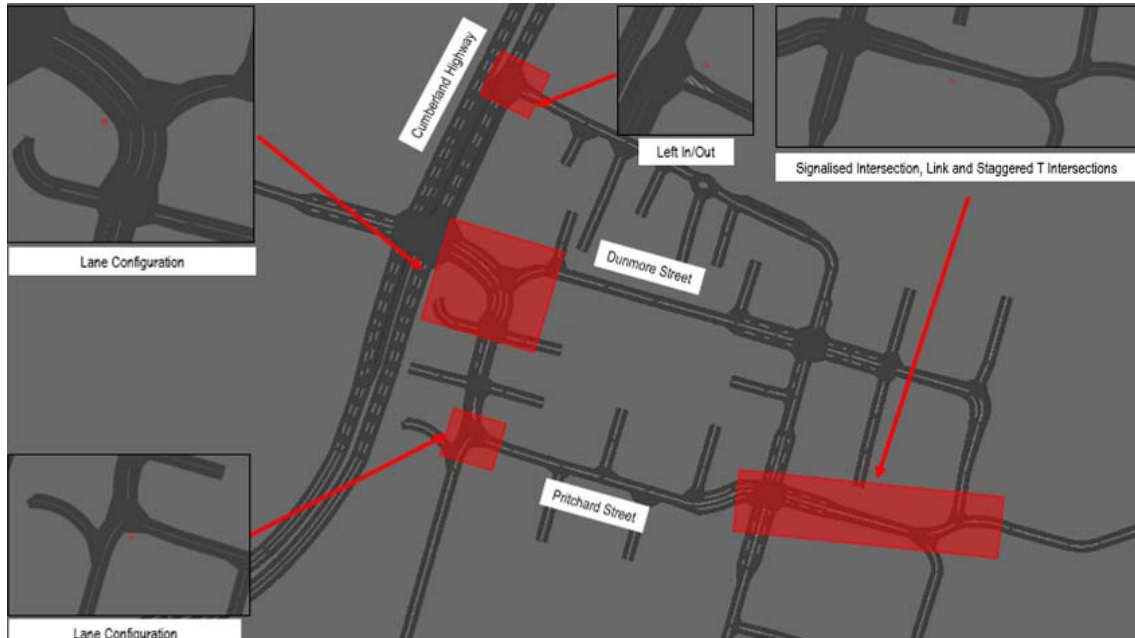 Cumberland Highway
Left In/Out
Signalised Intersection, Link and Staggered T Intersections
Lane Configuration
Dunmore Street
Pritchard Street
Lane Configuration